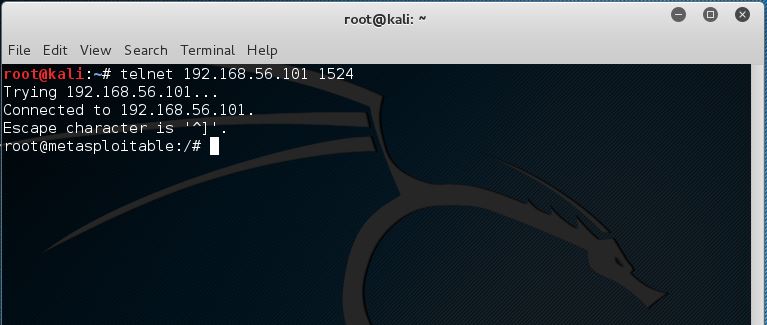 root@kali: ~
File Edit View Search Terminal Help
root@kali:~# telnet 192.168.56.101 1524
Trying 192.168.56.101...
Connected to 192.168.56.101.
Escape character is '^]'.
root@metasploitable:/#